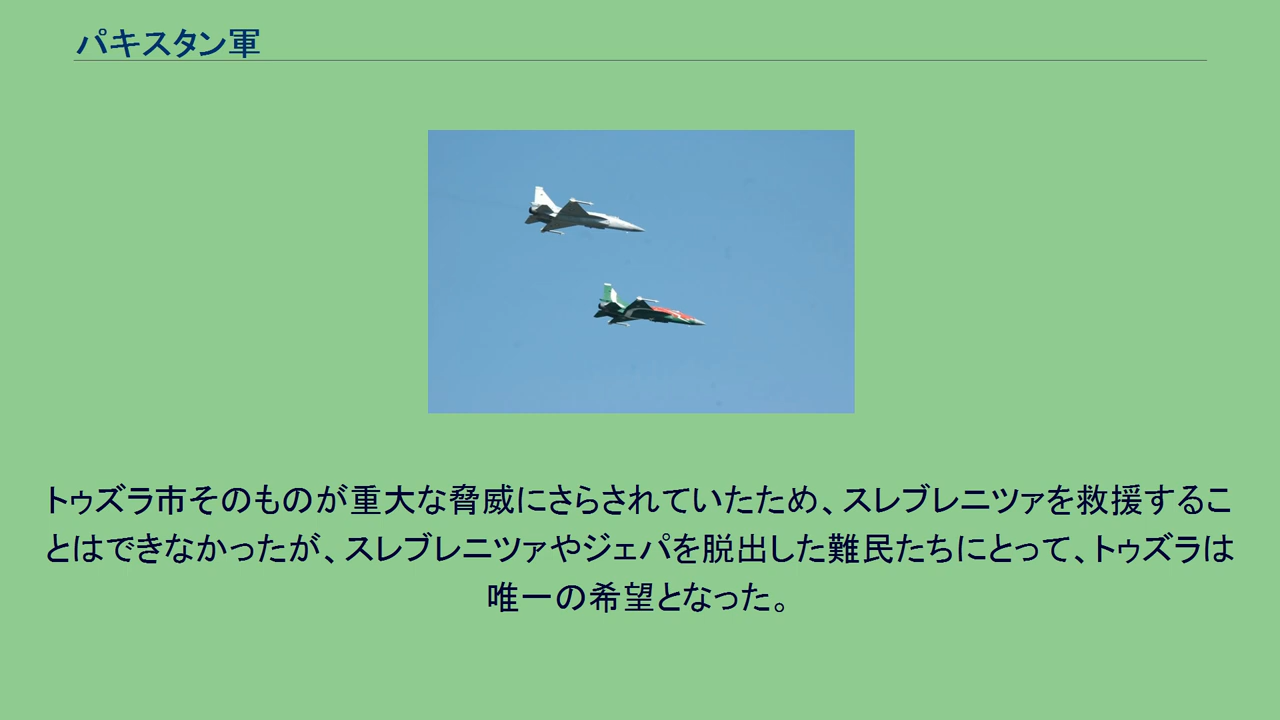 パキスタン軍
トゥズラ市そのものが重大な脅威にさらされていたため、スレブレニツァを救援するこ
とはできなかったが、スレブレニツァやジェパを脱出した難民たちにとって、トゥズラは
唯一の希望となった。